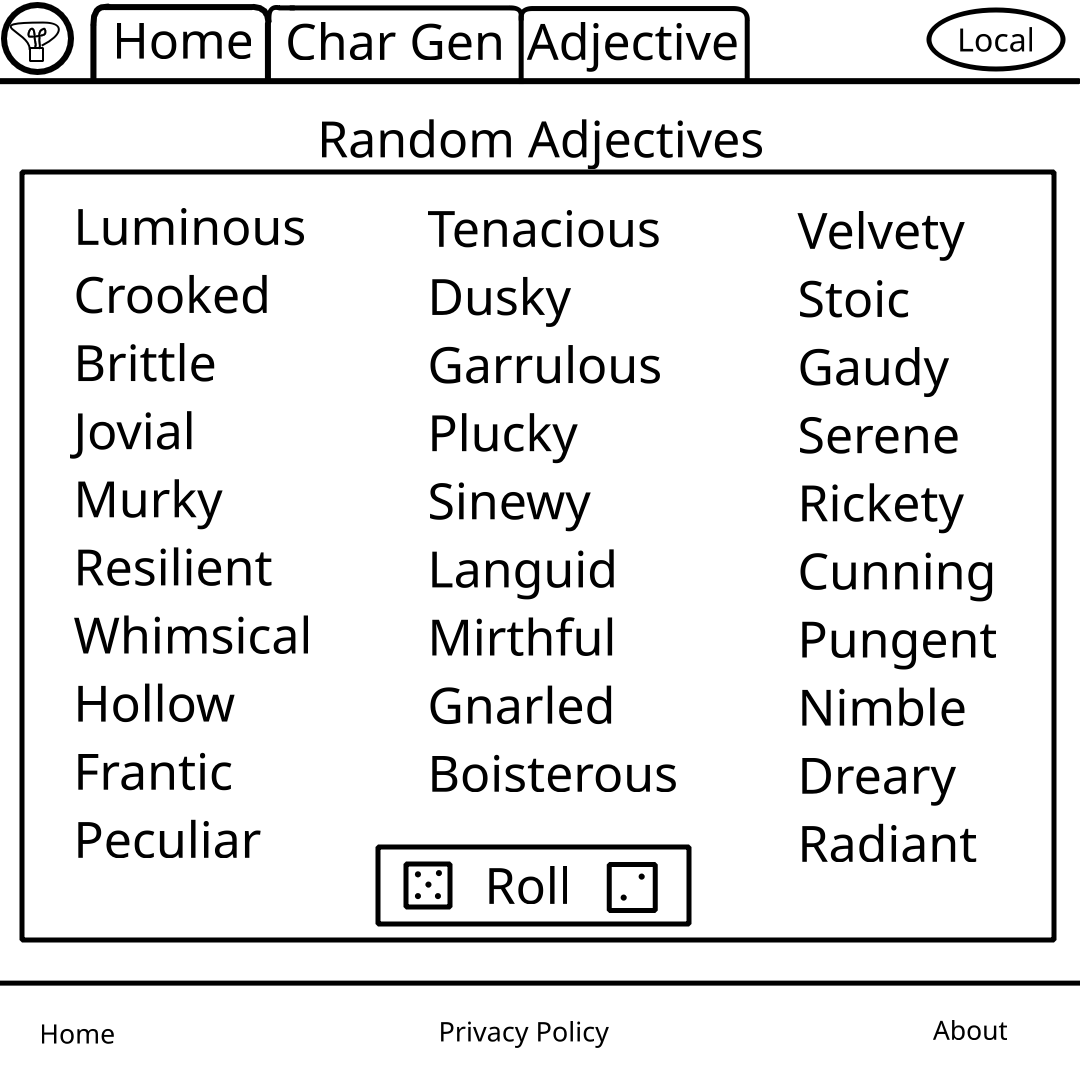 Home Char Gen Adjective Local
Random Adjectives
Luminous
Crooked
Brittle
Jovial
Murky
Resilient
Whimsical
Hollow
Frantic
Peculiar
Tenacious
Dusky
Garrulous
Plucky
Sinewy
Languid
Mirthful
Gnarled
Boisterous
Velvety
Stoic
Gaudy
Serene
Rickety
Cunning
Pungent
Nimble
Dreary
Radiant
Roll
Home Privacy Policy About